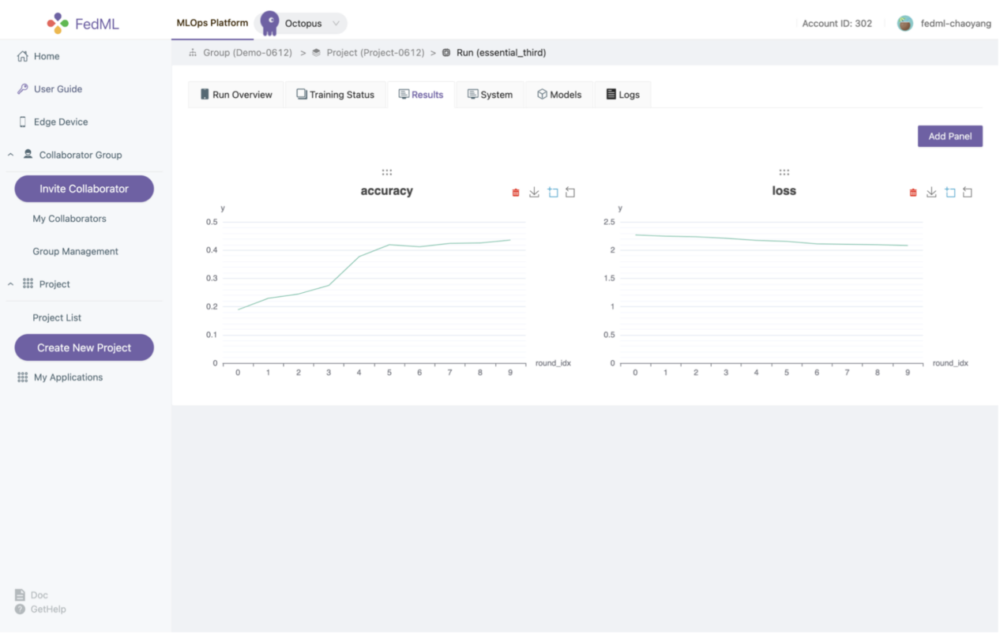 FedML
MLOps Platform
Octopus
Account ID: 302
fedml-chaoyang
Home
User Guide
Edge Device
Collaborator Group
Invite Collaborator
My Collaborators
Group Management
Project
Project List
Create New Project
My Applications
Doc
GetHelp
Group (Demo-0612) > Project (Project-0612) > Run (essential_third)
Run Overview
Training Status
Results
System
Models
Logs
Add Panel
accuracy
y
0.5
0.4
0.3
0.2
0.1
0
0 1 2 3 4 5 6 7 8 9
round_idx
loss
y
2.5
2
1.5
1
0.5
0
0 1 2 3 4 5 6 7 8 9
round_idx